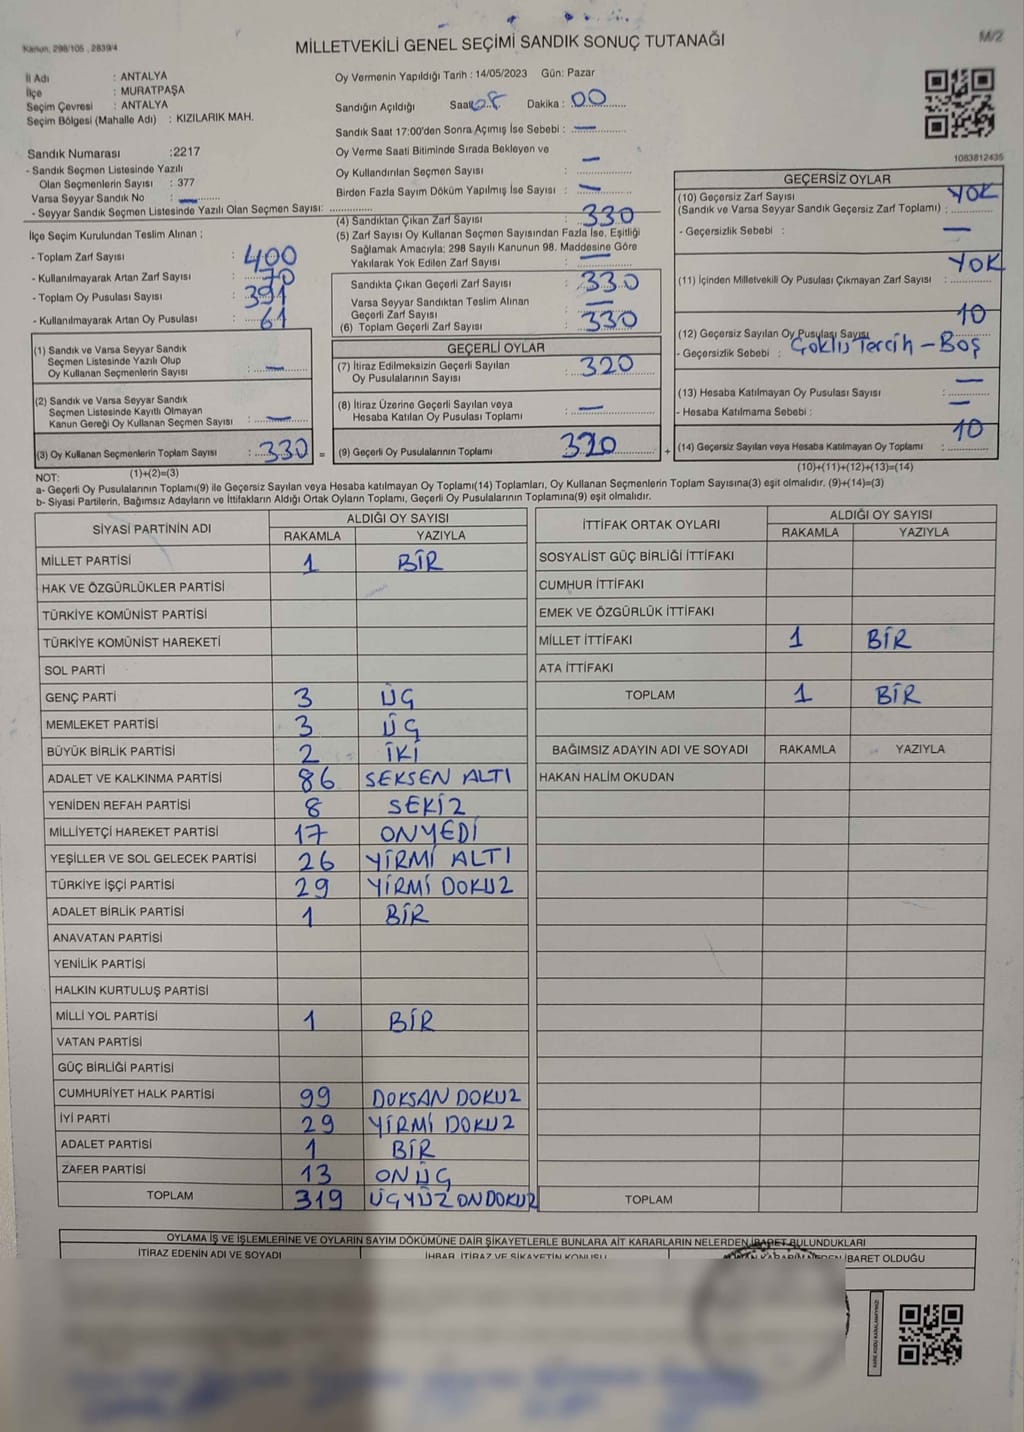 Kanun: 298/105 , 2839/4
MİLLETVEKİLİ GENEL SEÇİMİ SANDIK SONUÇ TUTANAĞI
M/2
İl Adı : ANTALYA
İlçe : MURATPAŞA
Seçim Çevresi : ANTALYA
Seçim Bölgesi (Mahalle Adı) : KIZILARIK MAH.
Sandık Numarası :2217
- Sandık Seçmen Listesinde Yazılı
Olan Seçmenlerin Sayısı : 377
Varsa Seyyar Sandık No : —
- Seyyar Sandık Seçmen Listesinde Yazılı Olan Seçmen Sayısı:
Oy Vermenin Yapıldığı Tarih : 14/05/2023 Gün: Pazar
Sandığın Açıldığı Saat: 08 Dakika : 00
Sandık Saat 17:00'den Sonra Açımış İse Sebebi : —
Oy Verme Saati Bitiminde Sırada Bekleyen ve
Oy Kullandırılan Seçmen Sayısı : —
Birden Fazla Sayım Döküm Yapılmış İse Sayısı : —
1083812435
İlçe Seçim Kurulundan Teslim Alınan ;
- Toplam Zarf Sayısı : 400
- Kullanılmayarak Artan Zarf Sayısı : 70
- Toplam Oy Pusulası Sayısı : 391
- Kullanılmayarak Artan Oy Pusulası : 61
(1) Sandık ve Varsa Seyyar Sandık
Seçmen Listesinde Yazılı Olup
Oy Kullanan Seçmenlerin Sayısı : —
(2) Sandık ve Varsa Seyyar Sandık
Seçmen Listesinde Kayıtlı Olmayan
Kanun Gereği Oy Kullanan Seçmen Sayısı : —
(3) Oy Kullanan Seçmenlerin Toplam Sayısı : 330 =
(1)+(2)=(3)
(4) Sandıktan Çıkan Zarf Sayısı : 330
(5) Zarf Sayısı Oy Kullanan Seçmen Sayısından Fazla İse, Eşitliği
Sağlamak Amacıyla; 298 Sayılı Kanunun 98. Maddesine Göre
Yakılarak Yok Edilen Zarf Sayısı : —
Sandıkta Çıkan Geçerli Zarf Sayısı : 330
Varsa Seyyar Sandıktan Teslim Alınan
Geçerli Zarf Sayısı : —
(6) Toplam Geçerli Zarf Sayısı : 330
GEÇERLİ OYLAR
(7) İtiraz Edilmeksizin Geçerli Sayılan
Oy Pusulalarının Sayısı : 320
(8) İtiraz Üzerine Geçerli Sayılan veya
Hesaba Katılan Oy Pusulası Toplamı : —
(9) Geçerli Oy Pusulalarının Toplamı : 320 +
GEÇERSİZ OYLAR
(10) Geçersiz Zarf Sayısı YOK
(Sandık ve Varsa Seyyar Sandık Geçersiz Zarf Toplamı) :
- Geçersizlik Sebebi : —
(11) İçinden Milletvekili Oy Pusulası Çıkmayan Zarf Sayısı : YOK
(12) Geçersiz Sayılan Oy Pusulası Sayısı : 10
- Geçersizlik Sebebi : Çoklu Tercih - Boş
(13) Hesaba Katılmayan Oy Pusulası Sayısı : —
- Hesaba Katılmama Sebebi : —
(14) Geçersiz Sayılan veya Hesaba Katılmayan Oy Toplamı : 10
(10)+(11)+(12)+(13)=(14)
NOT:
a- Geçerli Oy Pusulalarının Toplamı(9) ile Geçersiz Sayılan veya Hesaba katılmayan Oy Toplamı(14) Toplamları, Oy Kullanan Seçmenlerin Toplam Sayısına(3) eşit olmalıdır. (9)+(14)=(3)
b- Siyasi Partilerin, Bağımsız Adayların ve İttifakların Aldığı Ortak Oyların Toplamı, Geçerli Oy Pusulalarının Toplamına(9) eşit olmalıdır.
SİYASİ PARTİNİN ADI ALDIĞI OY SAYISI
RAKAMLA YAZIYLA
MİLLET PARTİSİ 1 BİR
HAK VE ÖZGÜRLÜKLER PARTİSİ
TÜRKİYE KOMÜNİST PARTİSİ
TÜRKİYE KOMÜNİST HAREKETİ
SOL PARTİ
GENÇ PARTİ 3 ÜÇ
MEMLEKET PARTİSİ 3 ÜÇ
BÜYÜK BİRLİK PARTİSİ 2 İKİ
ADALET VE KALKINMA PARTİSİ 86 SEKSEN ALTI
YENİDEN REFAH PARTİSİ 8 SEKİZ
MİLLİYETÇİ HAREKET PARTİSİ 17 ONYEDİ
YEŞİLLER VE SOL GELECEK PARTİSİ 26 YİRMİ ALTI
TÜRKİYE İŞÇİ PARTİSİ 29 YİRMİ DOKUZ
ADALET BİRLİK PARTİSİ 1 BİR
ANAVATAN PARTİSİ
YENİLİK PARTİSİ
HALKIN KURTULUŞ PARTİSİ
MİLLİ YOL PARTİSİ 1 BİR
VATAN PARTİSİ
GÜÇ BİRLİĞİ PARTİSİ
CUMHURİYET HALK PARTİSİ 99 DOKSAN DOKUZ
İYİ PARTİ 29 YİRMİ DOKUZ
ADALET PARTİSİ 1 BİR
ZAFER PARTİSİ 13 ON ÜÇ
TOPLAM 319 ÜÇYÜZ ONDOKUZ
İTTİFAK ORTAK OYLARI ALDIĞI OY SAYISI
RAKAMLA YAZIYLA
SOSYALİST GÜÇ BİRLİĞİ İTTİFAKI
CUMHUR İTTİFAKI
EMEK VE ÖZGÜRLÜK İTTİFAKI
MİLLET İTTİFAKI 1 BİR
ATA İTTİFAKI
TOPLAM 1 BİR
BAĞIMSIZ ADAYIN ADI VE SOYADI RAKAMLA YAZIYLA
HAKAN HALİM OKUDAN
TOPLAM
OYLAMA İŞ VE İŞLEMLERİNE VE OYLARIN SAYIM DÖKÜMÜNE DAİR ŞİKAYETLERLE BUNLARA AİT KARARLARIN NELERDEN İBARET BULUNDUKLARI
İTİRAZ EDENİN ADI VE SOYADI İHBAR, İTİRAZ VE ŞİKAYETİN KONUSU İBARET OLDUĞU